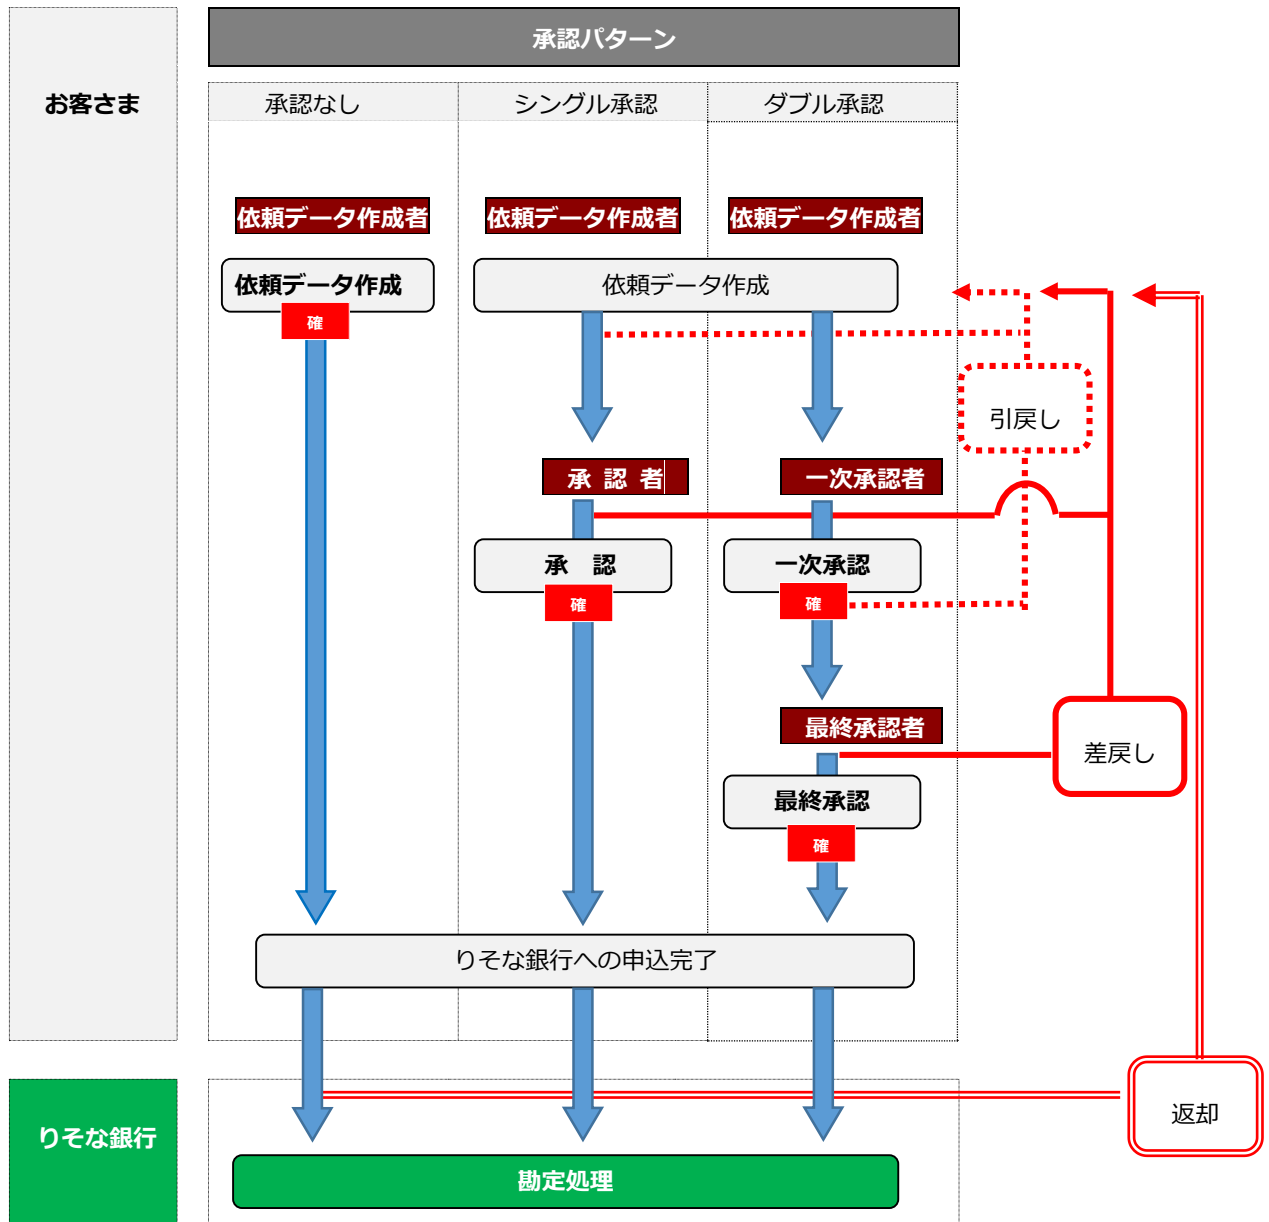 承認パターン
お客さま
承認なし
シングル承認
ダブル承認
依頼データ作成者
依頼データ作成者
依頼データ作成者
依頼データ作成
依頼データ作成
確
引戻し
承 認 者
一次承認者
承 認
一次承認
確
確
最終承認者
差戻し
最終承認
確
りそな銀行への申込完了
返却
りそな銀行
勘定処理